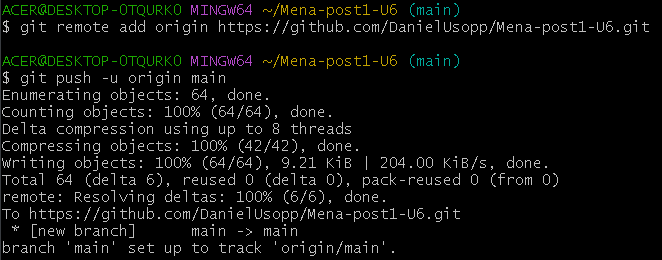 ACER@DESKTOP-OTQURKO MINGW64 ~/Mena-post1-U6 (main)
$ git remote add origin https://github.com/DanielUsopp/Mena-post1-U6.git
ACER@DESKTOP-OTQURKO MINGW64 ~/Mena-post1-U6 (main)
$ git push -u origin main
Enumerating objects: 64, done.
Counting objects: 100% (64/64), done.
Delta compression using up to 8 threads
Compressing objects: 100% (42/42), done.
Writing objects: 100% (64/64), 9.21 KiB | 204.00 KiB/s, done.
Total 64 (delta 6), reused 0 (delta 0), pack-reused 0 (from 0)
remote: Resolving deltas: 100% (6/6), done.
To https://github.com/DanielUsopp/Mena-post1-U6.git
 * [new branch]      main -> main
branch 'main' set up to track 'origin/main'.